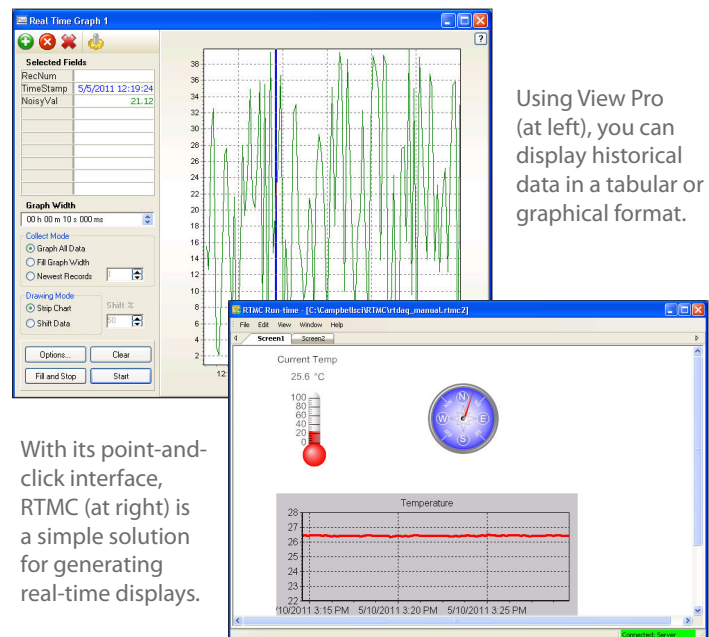 Real Time Graph 1
?
Selected Fields
RecNum
TimeStamp 5/5/2011 12:19:24
NoisyVal 21.12
Graph Width
00 h 00 m 10 s 000 ms
Collect Mode
Graph All Data
Fill Graph Width
Newest Records 1
Drawing Mode
Strip Chart
Shift Data
Shift %
50
Options...
Clear
Fill and Stop
Start
38
36
34
32
30
28
26
24
22
20
18
16
14
12
10
8
6
4
2
12:
Using View Pro
(at left), you can
display historical
data in a tabular or
graphical format.
RTMC Run-time - [C:\Campbellsci\RTMC\rtdaq_manual.rtmc2]
File Edit View Window Help
Screen1 Screen2
Current Temp
25.6 °C
100
80
60
40
20
0
N
E
S
W
Temperature
28
27
26
25
24
23
22
/10/2011 3:15 PM 5/10/2011 3:20 PM 5/10/2011 3:25 PM
Connected: Server
With its point-and-
click interface,
RTMC (at right) is
a simple solution
for generating
real-time displays.